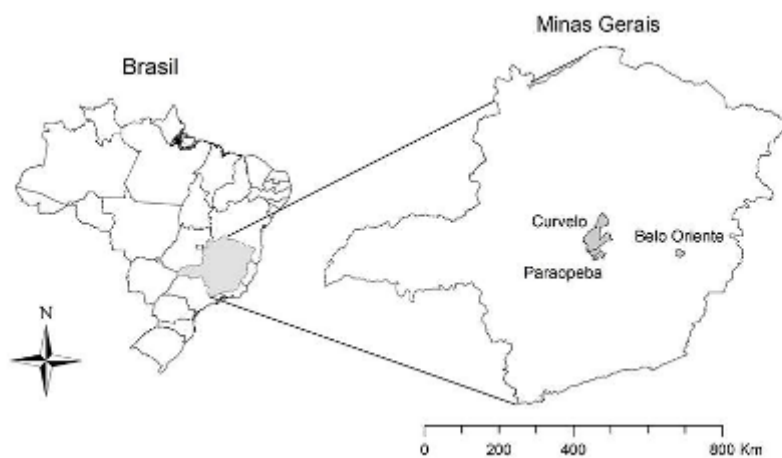 Minas Gerais
Brasil
Curvelo
Belo Oriente
Paraopeba
N
0 200 400 800 Km